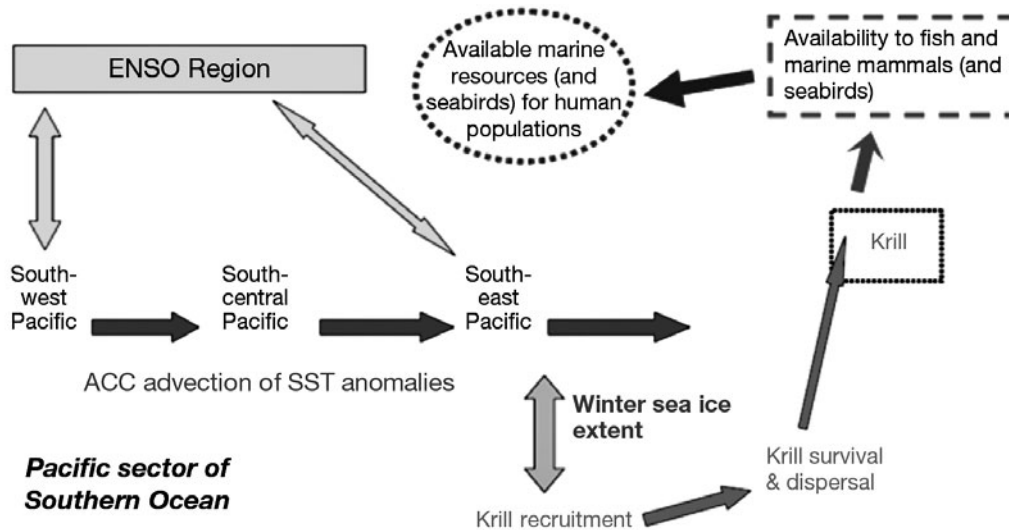 ENSO Region
Available marine
resources (and
seabirds) for human
populations
Availability to fish and
marine mammals (and
seabirds)
Krill
South-
west
Pacific
South-
central
Pacific
South-
east
Pacific
ACC advection of SST anomalies
Winter sea ice
extent
Pacific sector of
Southern Ocean
Krill recruitment
Krill survival
& dispersal